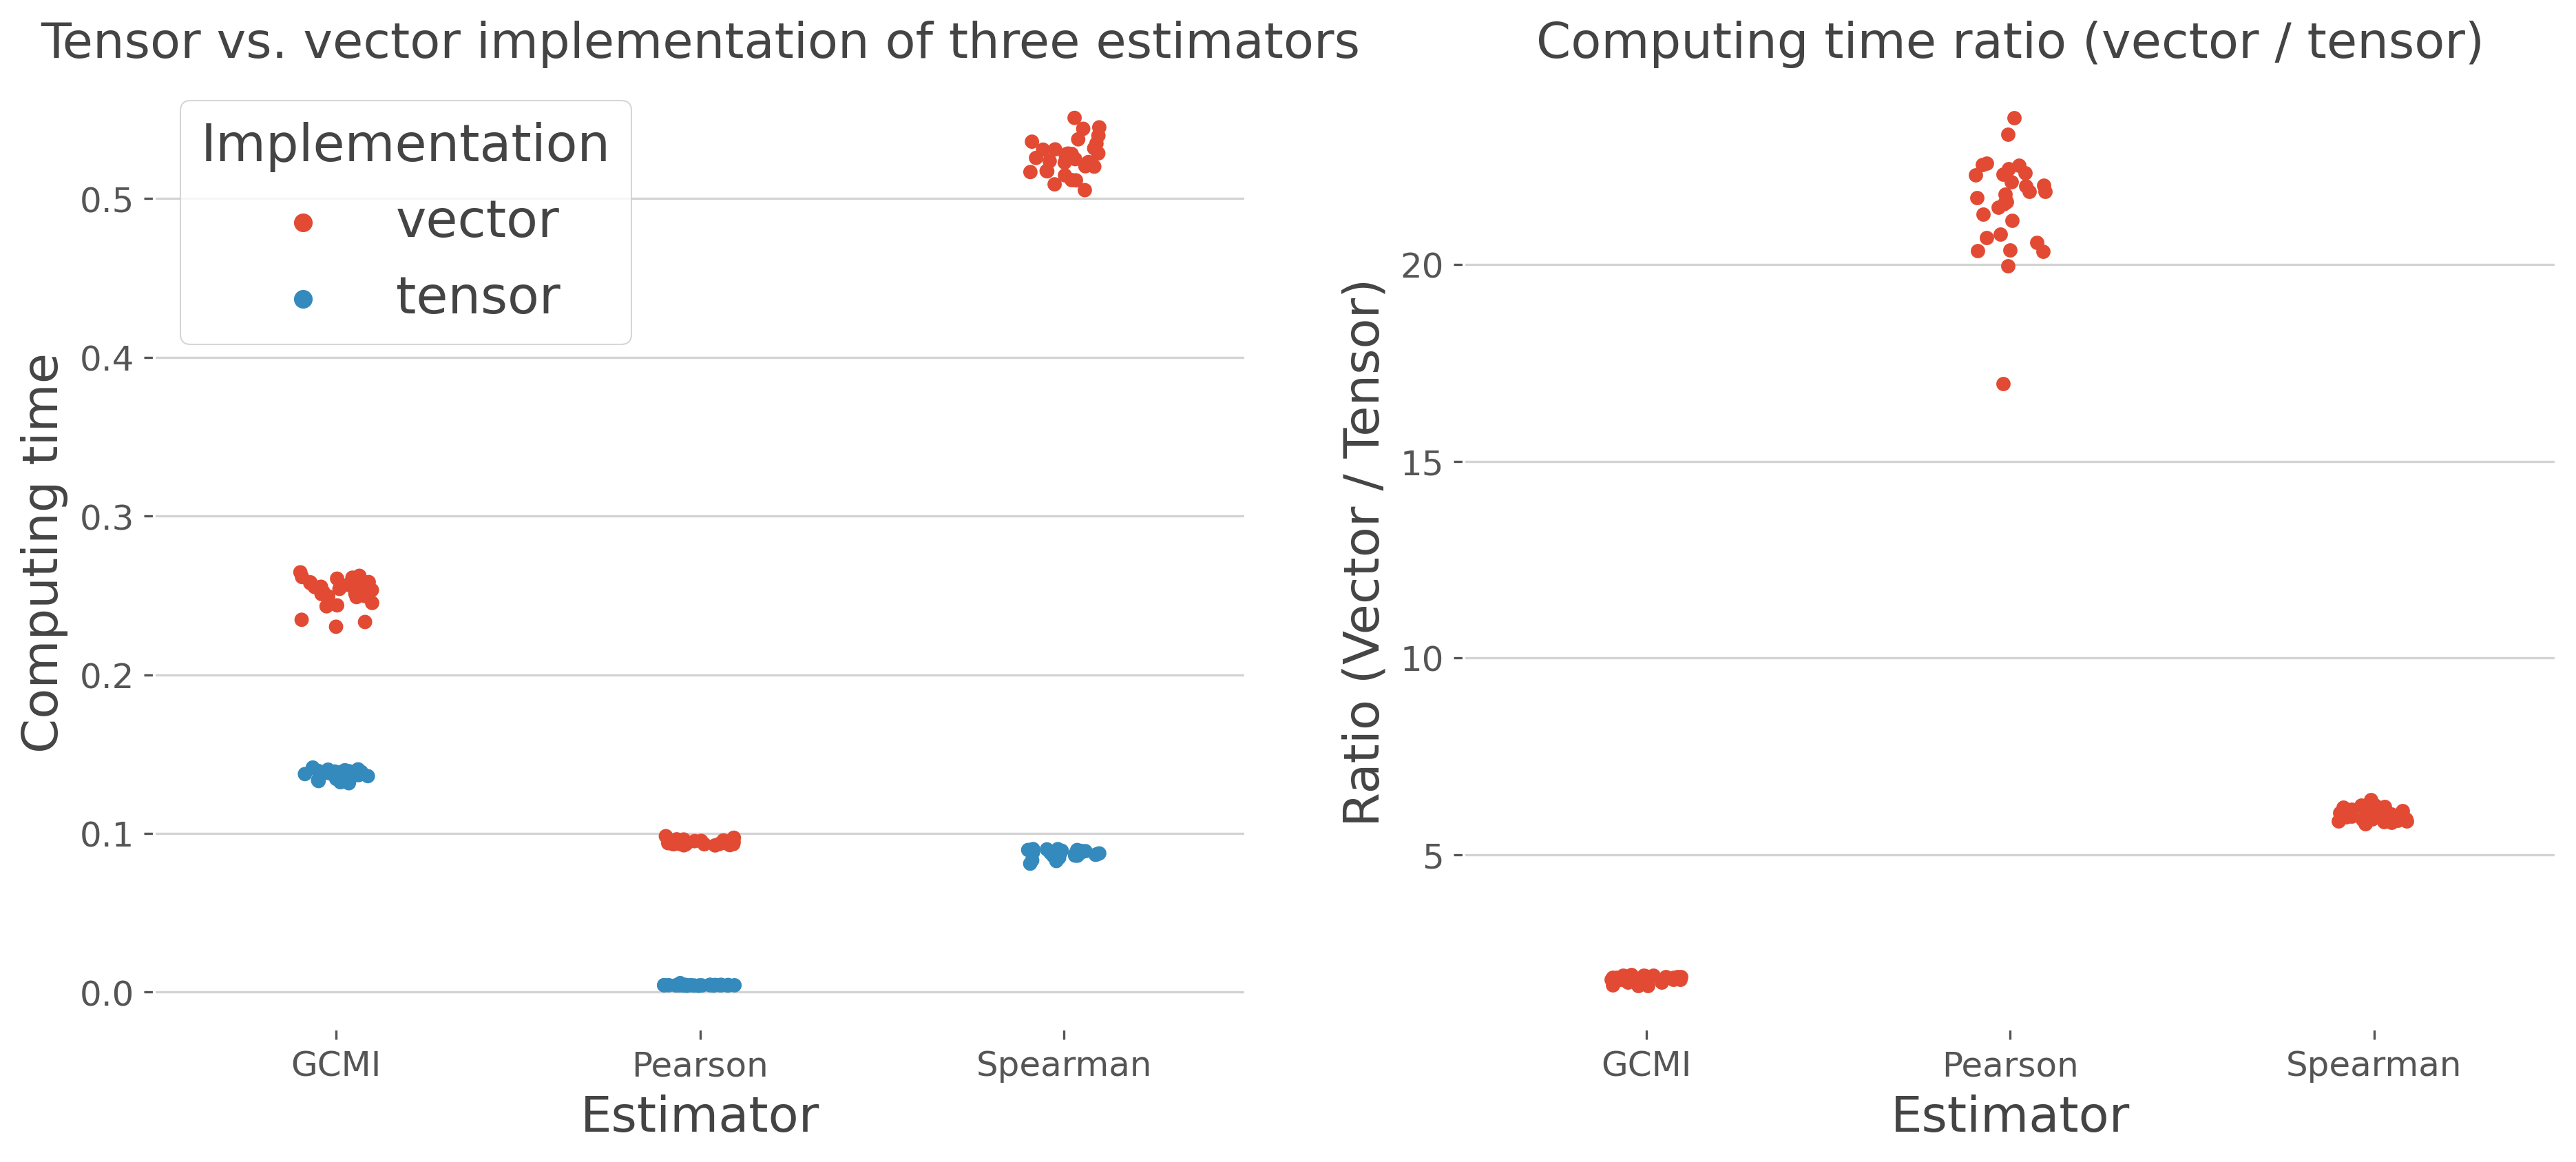 Tensor vs. vector implementation of three estimators
Implementation
vector
tensor
Computing time
0.5
0.4
0.3
0.2
0.1
0.0
GCMI
Pearson
Spearman
Estimator
Computing time ratio (vector / tensor)
Ratio (Vector / Tensor)
20
15
10
5
GCMI
Pearson
Spearman
Estimator